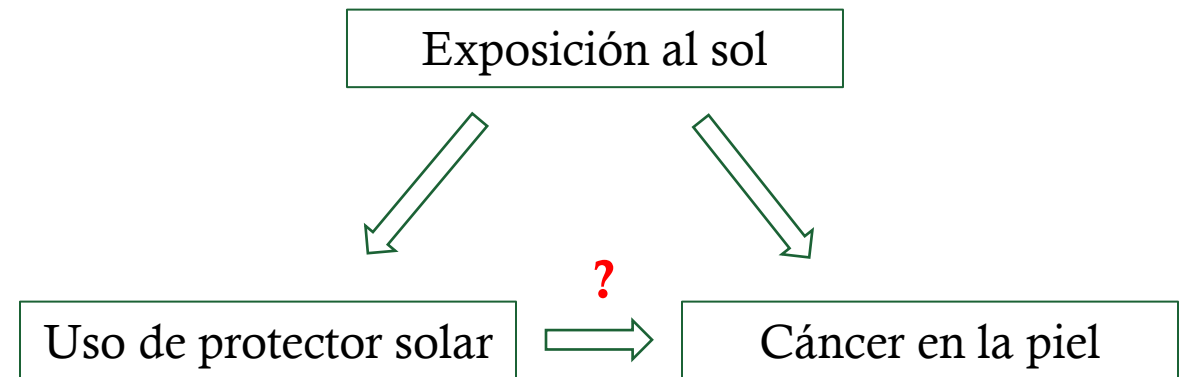 Exposición al sol
?
Uso de protector solar
Cáncer en la piel